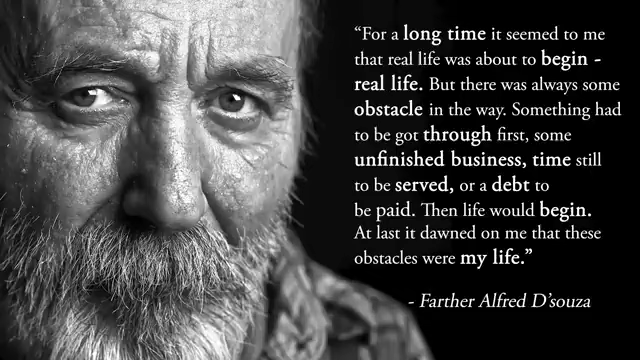 “For a long time it seemed to me
that real life was about to begin -
real life. But there was always some
obstacle in the way. Something had
to be got through first, some
unfinished business, time still
to be served, or a debt to
be paid. Then life would begin.
At last it dawned on me that these
obstacles were my life.”
- Farther Alfred D’souza